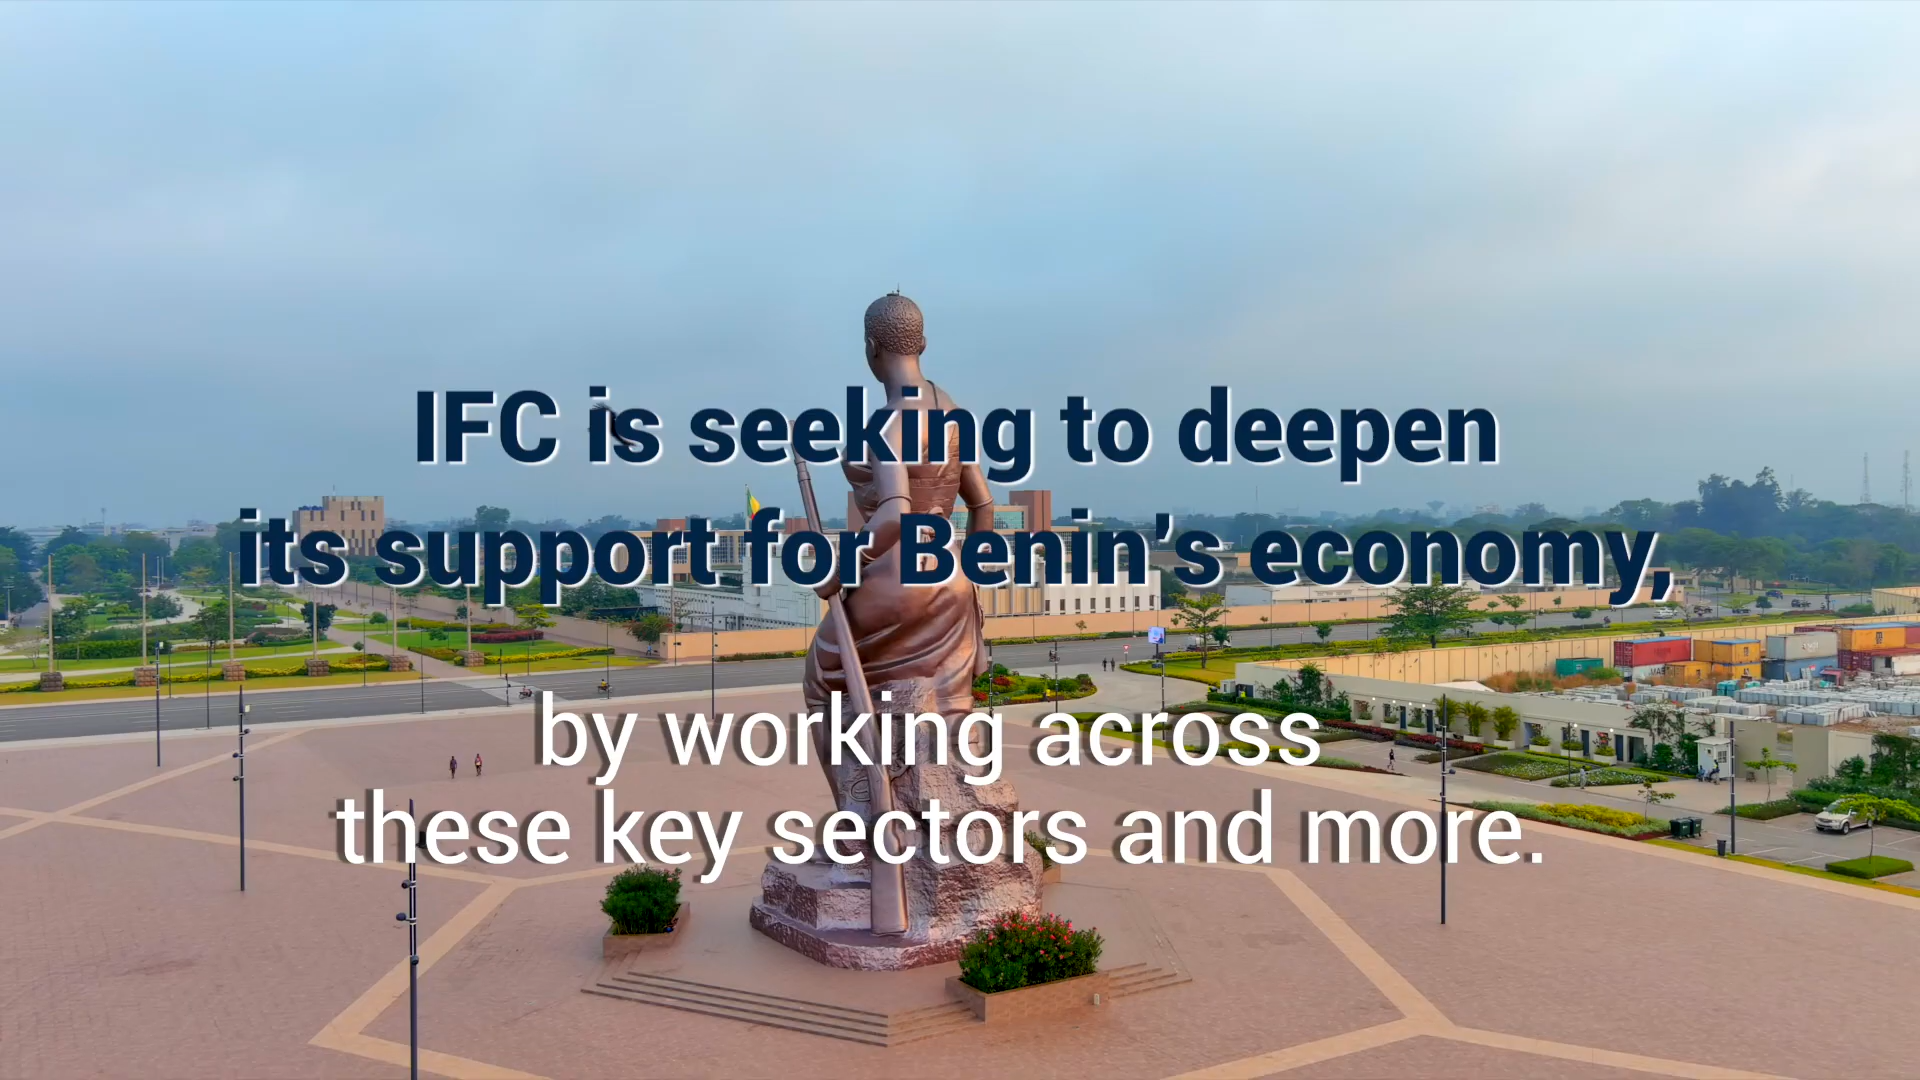 IFC is seeking to deepen
its support for Benin's economy,
by working across
these key sectors and more.